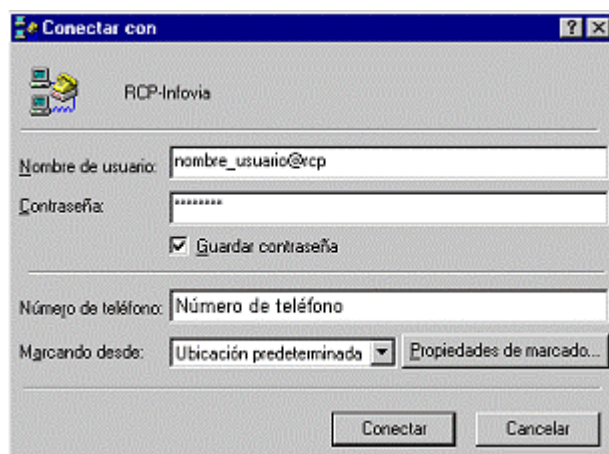 Conectar con
RCP-Infovia
Nombre de usuario: nombre_usuario@rcp
Contraseña: ********
Guardar contraseña
Número de teléfono: Número de teléfono
Marcando desde: Ubicación predeterminada Propiedades de marcado...
Conectar Cancelar